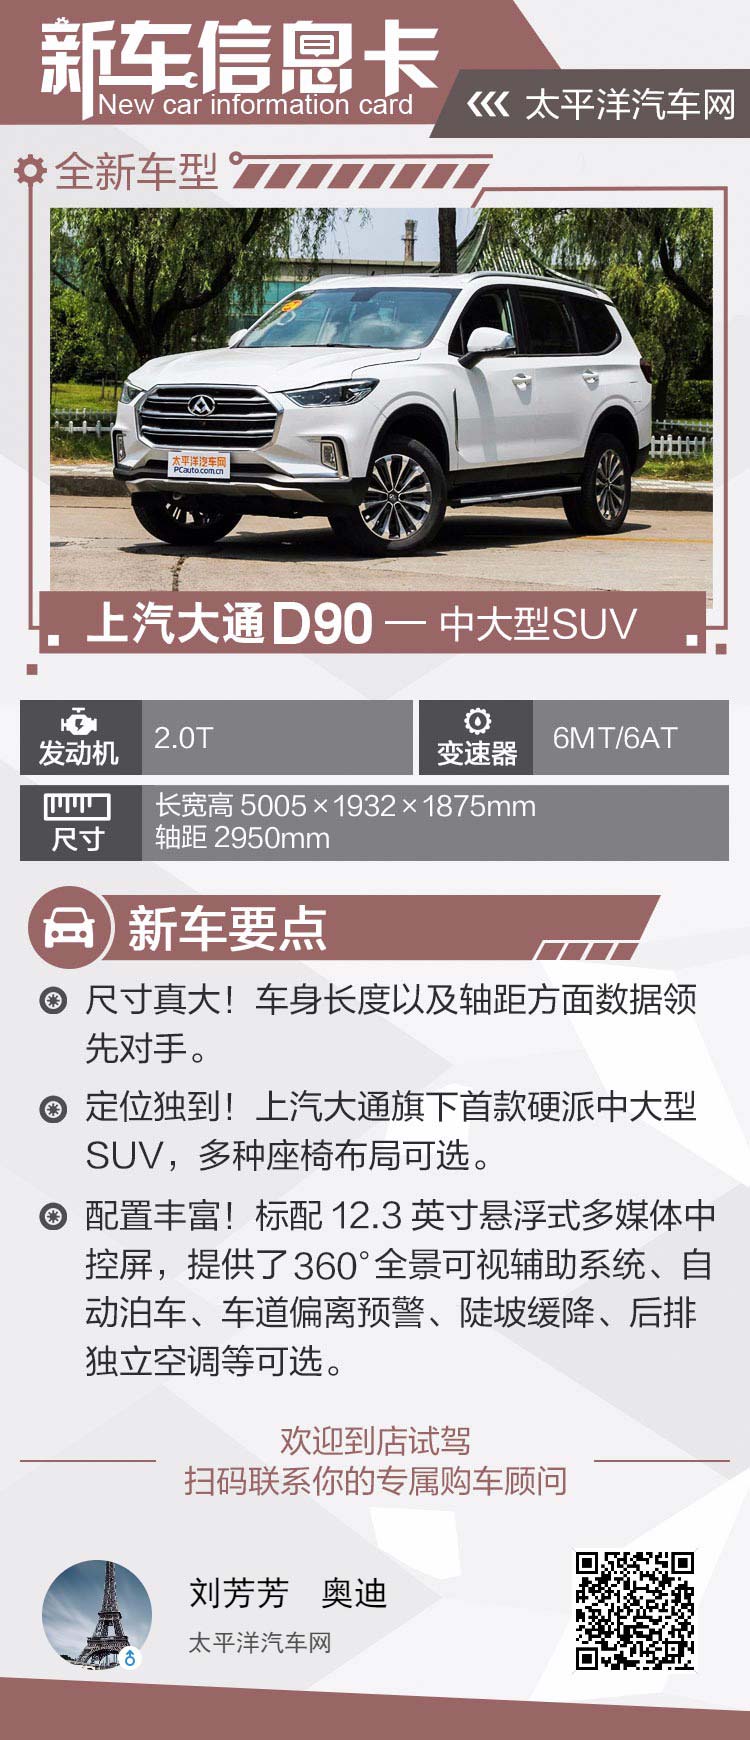 新车信息卡
New car information card
太平洋汽车网
全新车型
太平洋汽车网
PCauto.com.cn
上汽大通D90 — 中大型SUV
发动机 2.0T 变速器 6MT/6AT
尺寸
长宽高 5005×1932×1875mm
轴距 2950mm
新车要点
尺寸真大！车身长度以及轴距方面数据领
先对手。
定位独到！上汽大通旗下首款硬派中大型
SUV，多种座椅布局可选。
配置丰富！标配 12.3 英寸悬浮式多媒体中
控屏，提供了360°全景可视辅助系统、自
动泊车、车道偏离预警、陡坡缓降、后排
独立空调等可选。
欢迎到店试驾
扫码联系你的专属购车顾问
刘芳芳 奥迪
太平洋汽车网